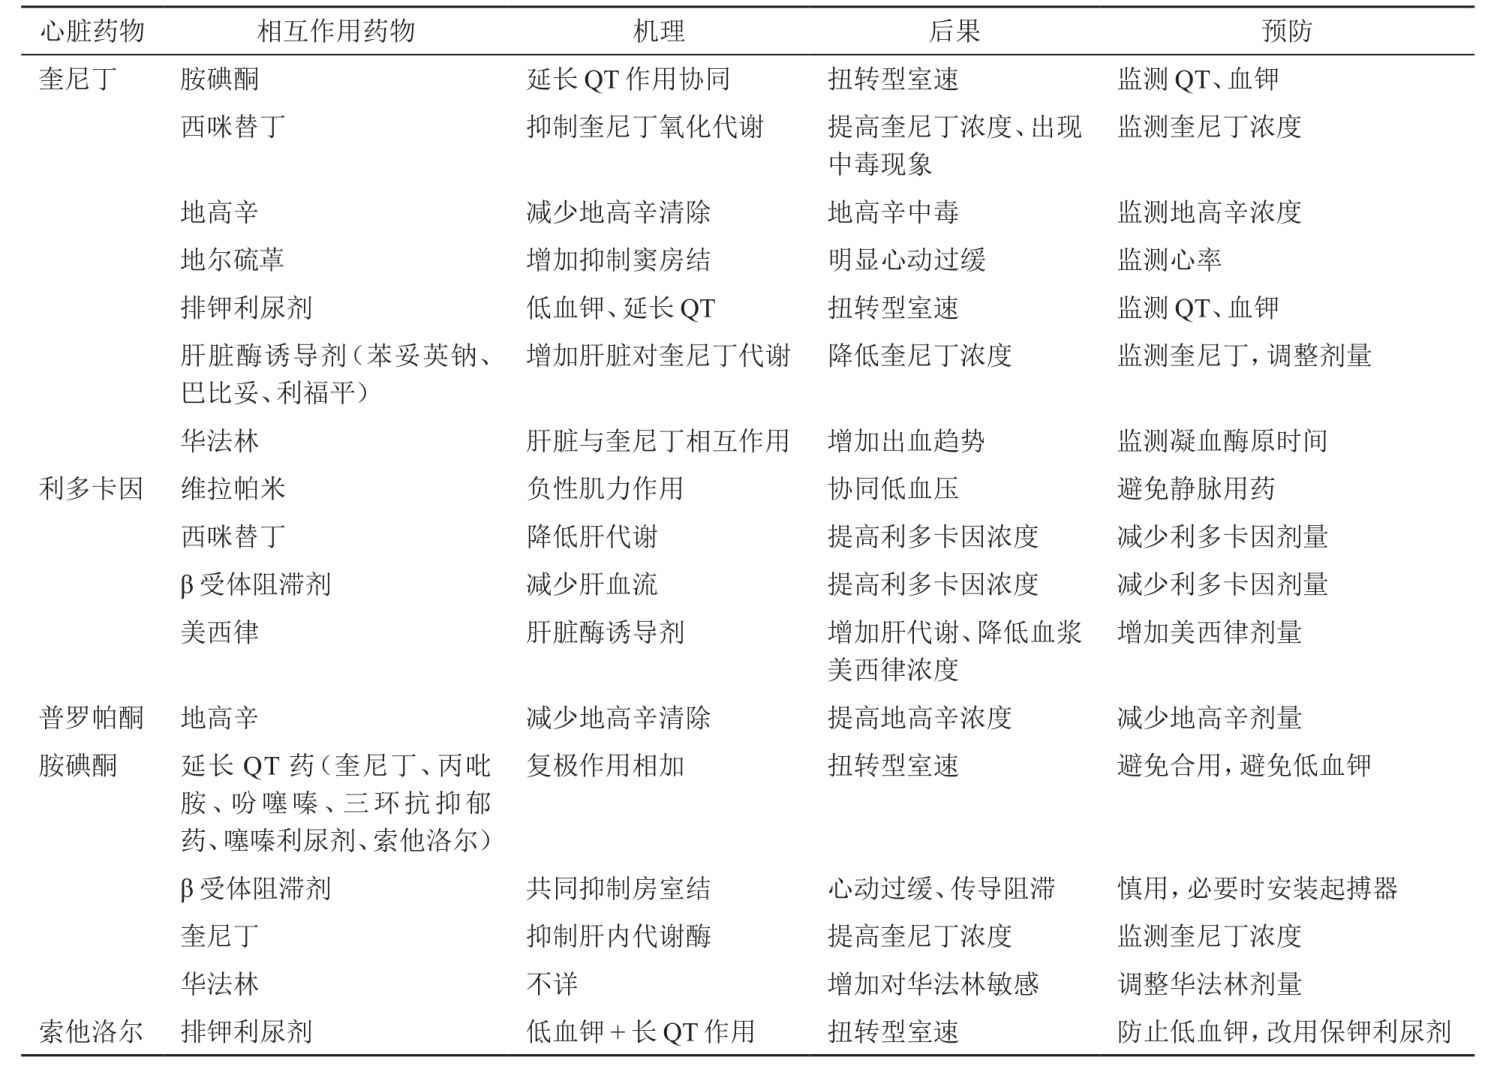 心脏药物 相互作用药物 机理 后果 预防
奎尼丁 胺碘酮 延长 QT 作用协同 扭转型室速 监测 QT、血钾
西咪替丁 抑制奎尼丁氧化代谢 提高奎尼丁浓度、出现 监测奎尼丁浓度
中毒现象
地高辛 减少地高辛清除 地高辛中毒 监测地高辛浓度
地尔硫䓬 增加抑制窦房结 明显心动过缓 监测心率
排钾利尿剂 低血钾、延长 QT 扭转型室速 监测 QT、血钾
肝脏酶诱导剂（苯妥英钠、 增加肝脏对奎尼丁代谢 降低奎尼丁浓度 监测奎尼丁，调整剂量
巴比妥、利福平）
华法林 肝脏与奎尼丁相互作用 增加出血趋势 监测凝血酶原时间
利多卡因 维拉帕米 负性肌力作用 协同低血压 避免静脉用药
西咪替丁 降低肝代谢 提高利多卡因浓度 减少利多卡因剂量
β 受体阻滞剂 减少肝血流 提高利多卡因浓度 减少利多卡因剂量
美西律 肝脏酶诱导剂 增加肝代谢、降低血浆 增加美西律剂量
美西律浓度
普罗帕酮 地高辛 减少地高辛清除 提高地高辛浓度 减少地高辛剂量
胺碘酮 延长 QT 药（奎尼丁、丙吡 复极作用相加 扭转型室速 避免合用，避免低血钾
胺、吩噻嗪、三环抗抑郁
药、噻嗪利尿剂、索他洛尔）
β 受体阻滞剂 共同抑制房室结 心动过缓、传导阻滞 慎用，必要时安装起搏器
奎尼丁 抑制肝内代谢酶 提高奎尼丁浓度 监测奎尼丁浓度
华法林 不详 增加对华法林敏感 调整华法林剂量
索他洛尔 排钾利尿剂 低血钾 + 长 QT 作用 扭转型室速 防止低血钾，改用保钾利尿剂